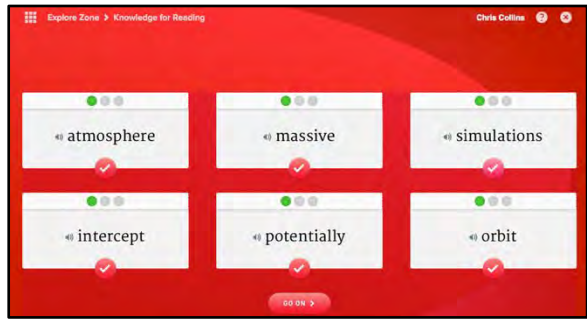 Explore Zone > Knowledge for Reading
Chris Collins ?
atmosphere
massive
simulations
intercept
potentially
orbit
GO ON >